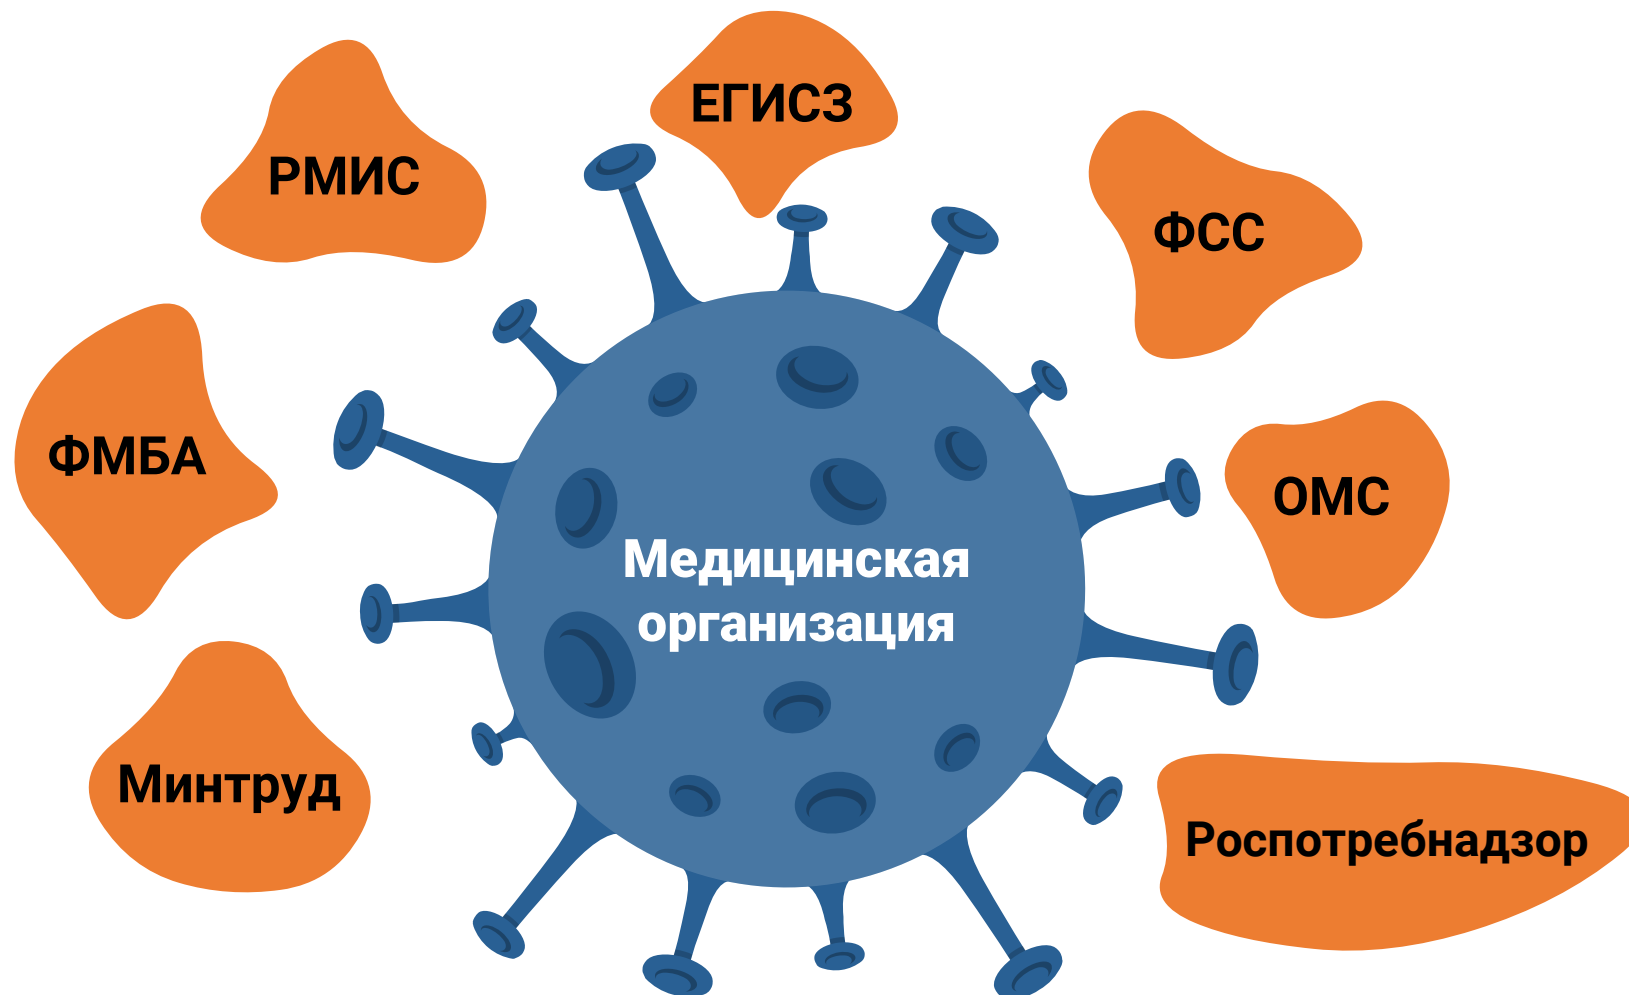 ЕГИСЗ
РМИС
ФСС
ФМБА
ОМС
Медицинская
организация
Минтруд
Роспотребнадзор